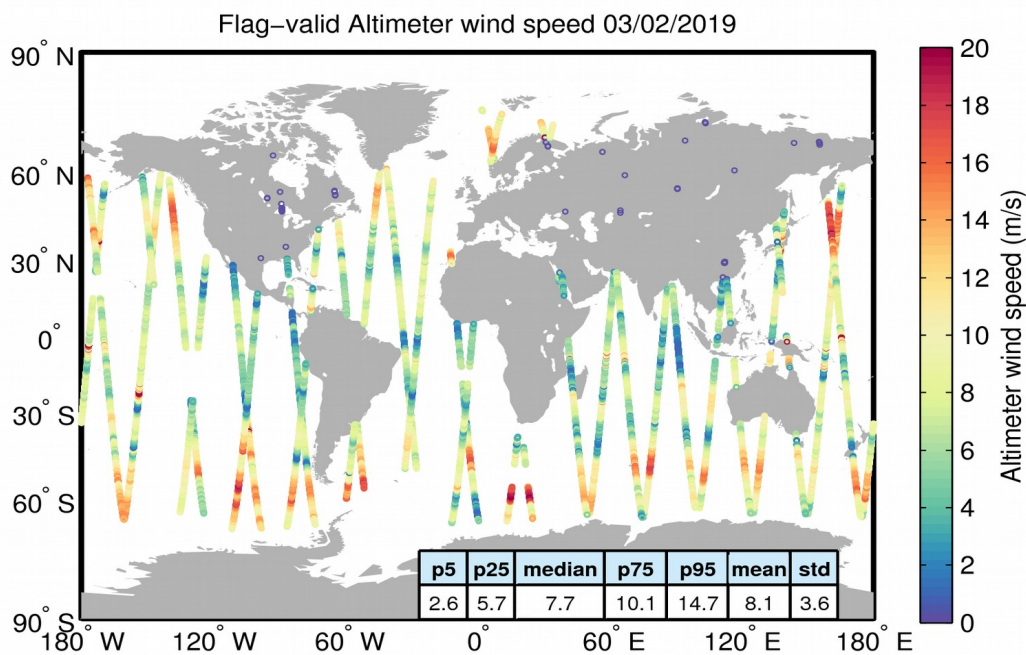 Flag−valid Altimeter wind speed 03/02/2019
90° N
60° N
30° N
0°
30° S
60° S
90° S
180° W
120° W
60° W
0°
60° E
120° E
180° E
p5 p25 median p75 p95 mean std
2.6 5.7 7.7 10.1 14.7 8.1 3.6
20
18
16
14
12
10
8
6
4
2
0
Altimeter wind speed (m/s)